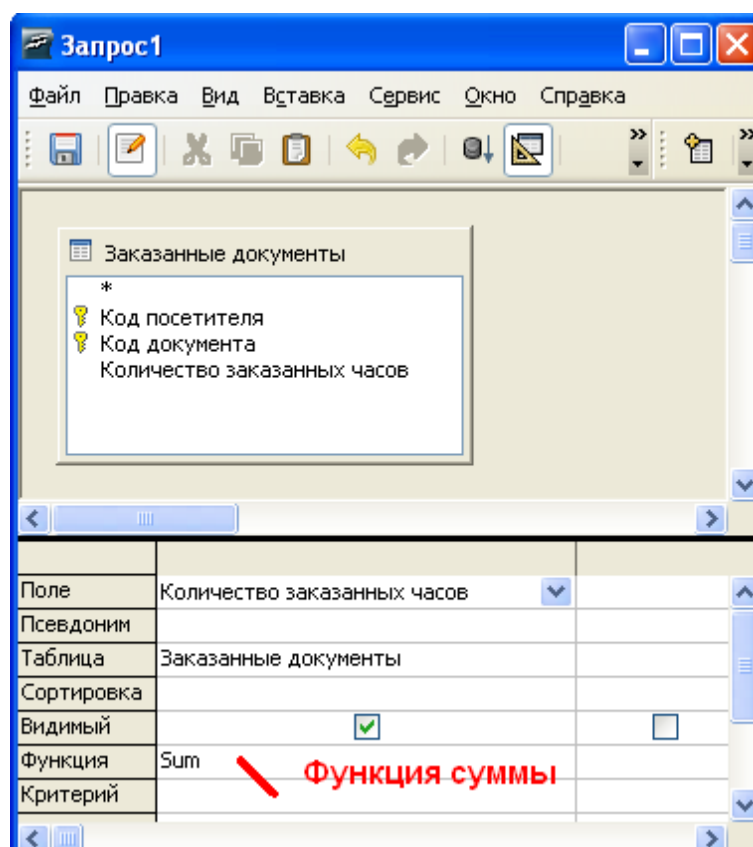 Запрос1
Файл Правка Вид Вставка Сервис Окно Справка
Заказанные документы
*
Код посетителя
Код документа
Количество заказанных часов
Поле Количество заказанных часов
Псевдоним
Таблица Заказанные документы
Сортировка
Видимый
Функция Sum
Функция суммы
Критерий